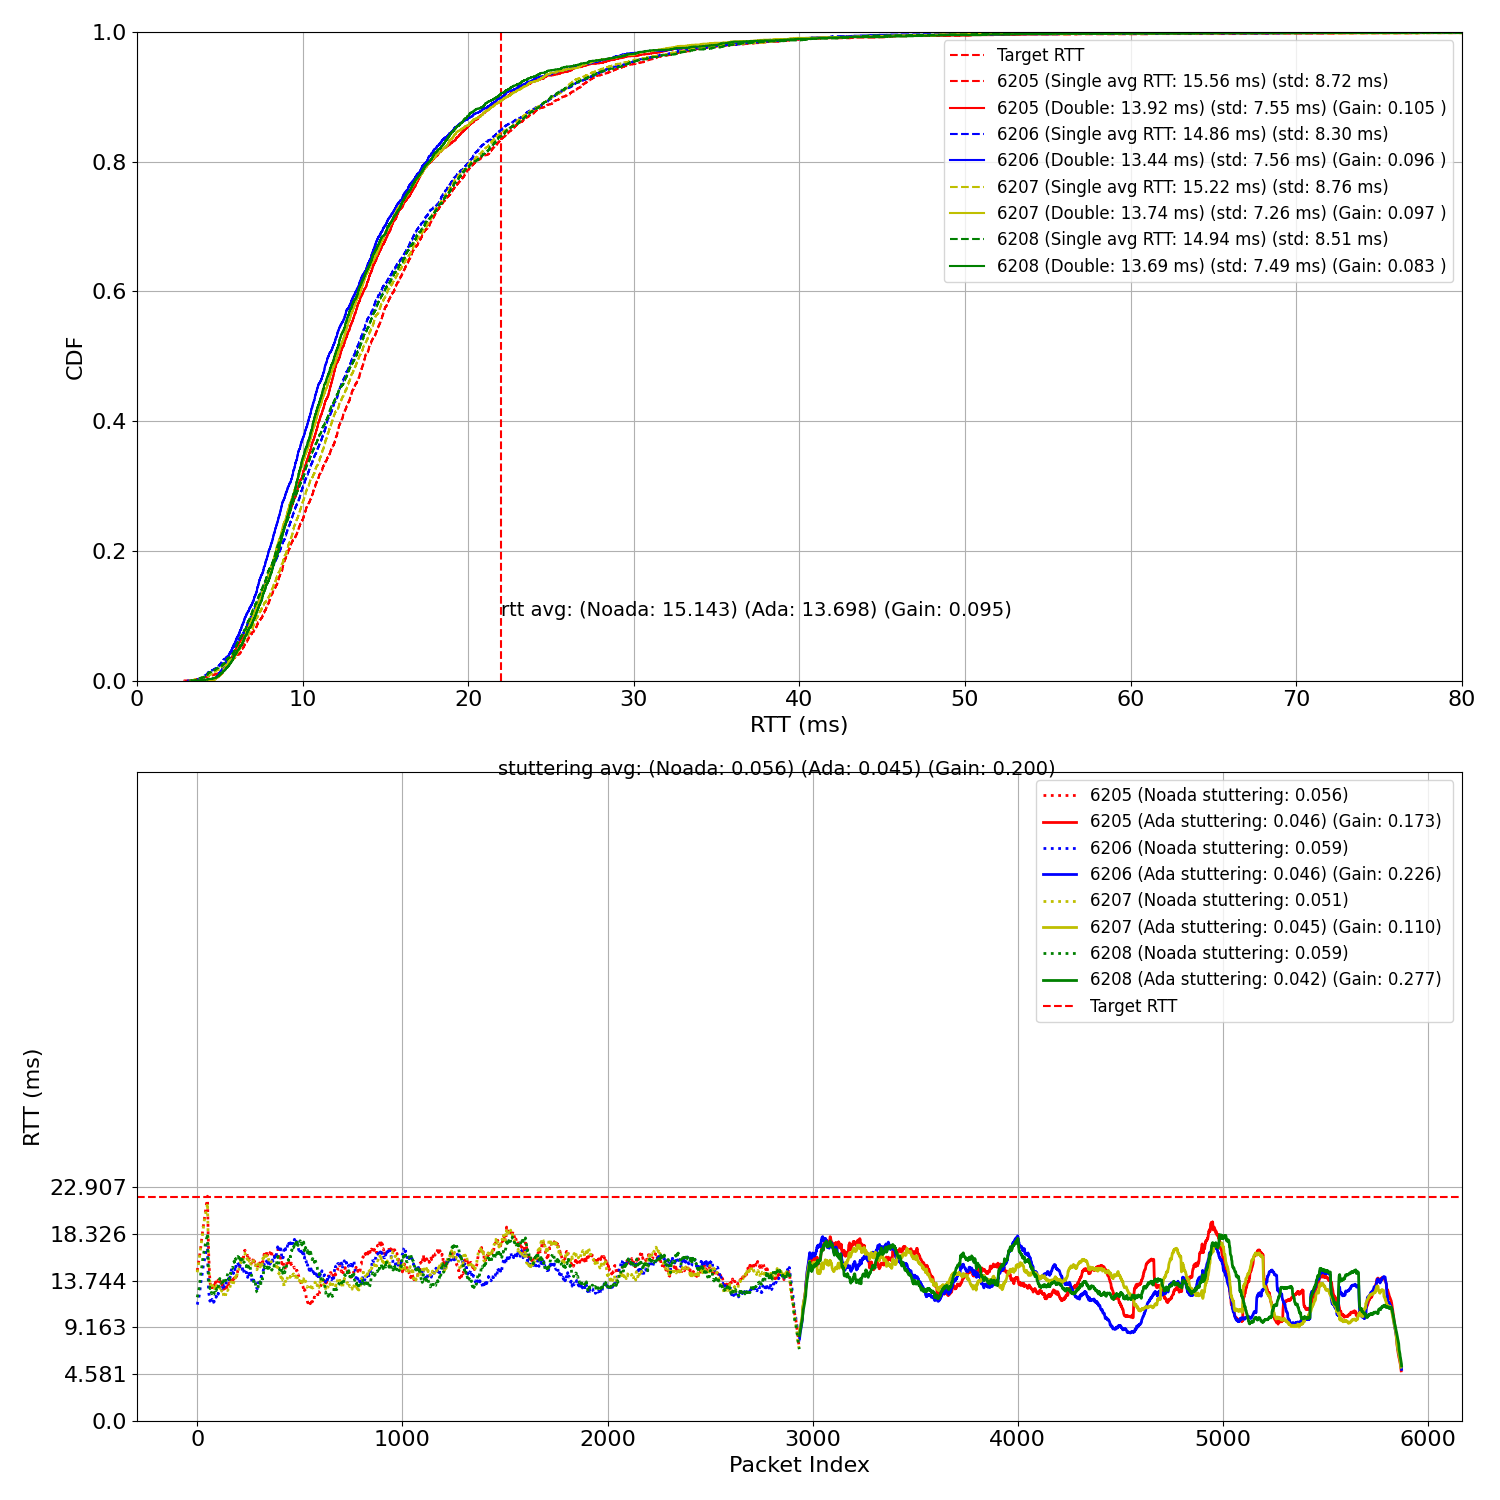 1.0
0.8
0.6
0.4
0.2
0.0
CDF
Target RTT
6205 (Single avg RTT: 15.56 ms) (std: 8.72 ms)
6205 (Double: 13.92 ms) (std: 7.55 ms) (Gain: 0.105 )
6206 (Single avg RTT: 14.86 ms) (std: 8.30 ms)
6206 (Double: 13.44 ms) (std: 7.56 ms) (Gain: 0.096 )
6207 (Single avg RTT: 15.22 ms) (std: 8.76 ms)
6207 (Double: 13.74 ms) (std: 7.26 ms) (Gain: 0.097 )
6208 (Single avg RTT: 14.94 ms) (std: 8.51 ms)
6208 (Double: 13.69 ms) (std: 7.49 ms) (Gain: 0.083 )
rtt avg: (Noada: 15.143) (Ada: 13.698) (Gain: 0.095)
0 10 20 30 40 50 60 70 80
RTT (ms)
stuttering avg: (Noada: 0.056) (Ada: 0.045) (Gain: 0.200)
6205 (Noada stuttering: 0.056)
6205 (Ada stuttering: 0.046) (Gain: 0.173)
6206 (Noada stuttering: 0.059)
6206 (Ada stuttering: 0.046) (Gain: 0.226)
6207 (Noada stuttering: 0.051)
6207 (Ada stuttering: 0.045) (Gain: 0.110)
6208 (Noada stuttering: 0.059)
6208 (Ada stuttering: 0.042) (Gain: 0.277)
Target RTT
RTT (ms)
22.907
18.326
13.744
9.163
4.581
0.0
0 1000 2000 3000 4000 5000 6000
Packet Index